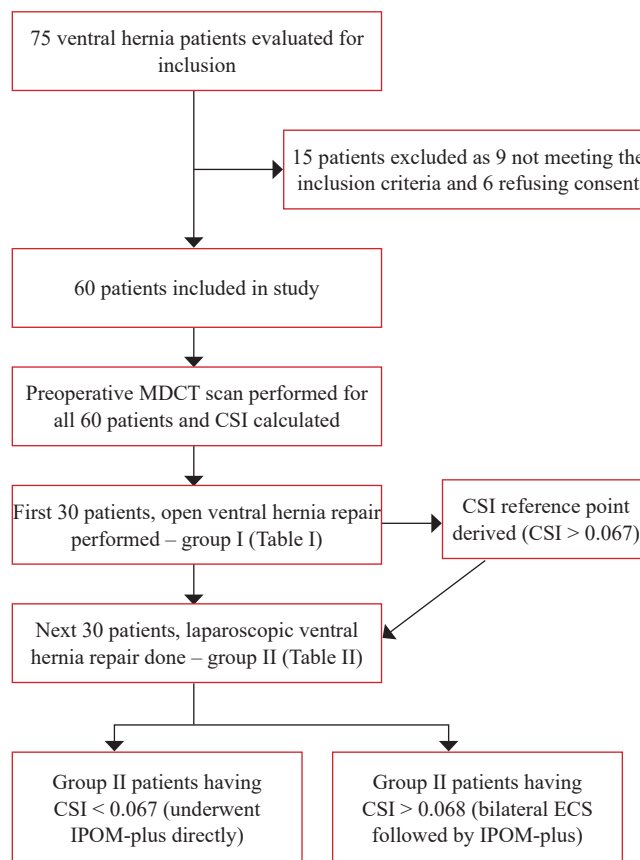 75 ventral hernia patients evaluated for
inclusion
15 patients excluded as 9 not meeting the
inclusion criteria and 6 refusing consent
60 patients included in study
Preoperative MDCT scan performed for
all 60 patients and CSI calculated
First 30 patients, open ventral hernia repair
performed – group I (Table I)
CSI reference point
derived (CSI > 0.067)
Next 30 patients, laparoscopic ventral
hernia repair done – group II (Table II)
Group II patients having
CSI < 0.067 (underwent
IPOM-plus directly)
Group II patients having
CSI > 0.068 (bilateral ECS
followed by IPOM-plus)